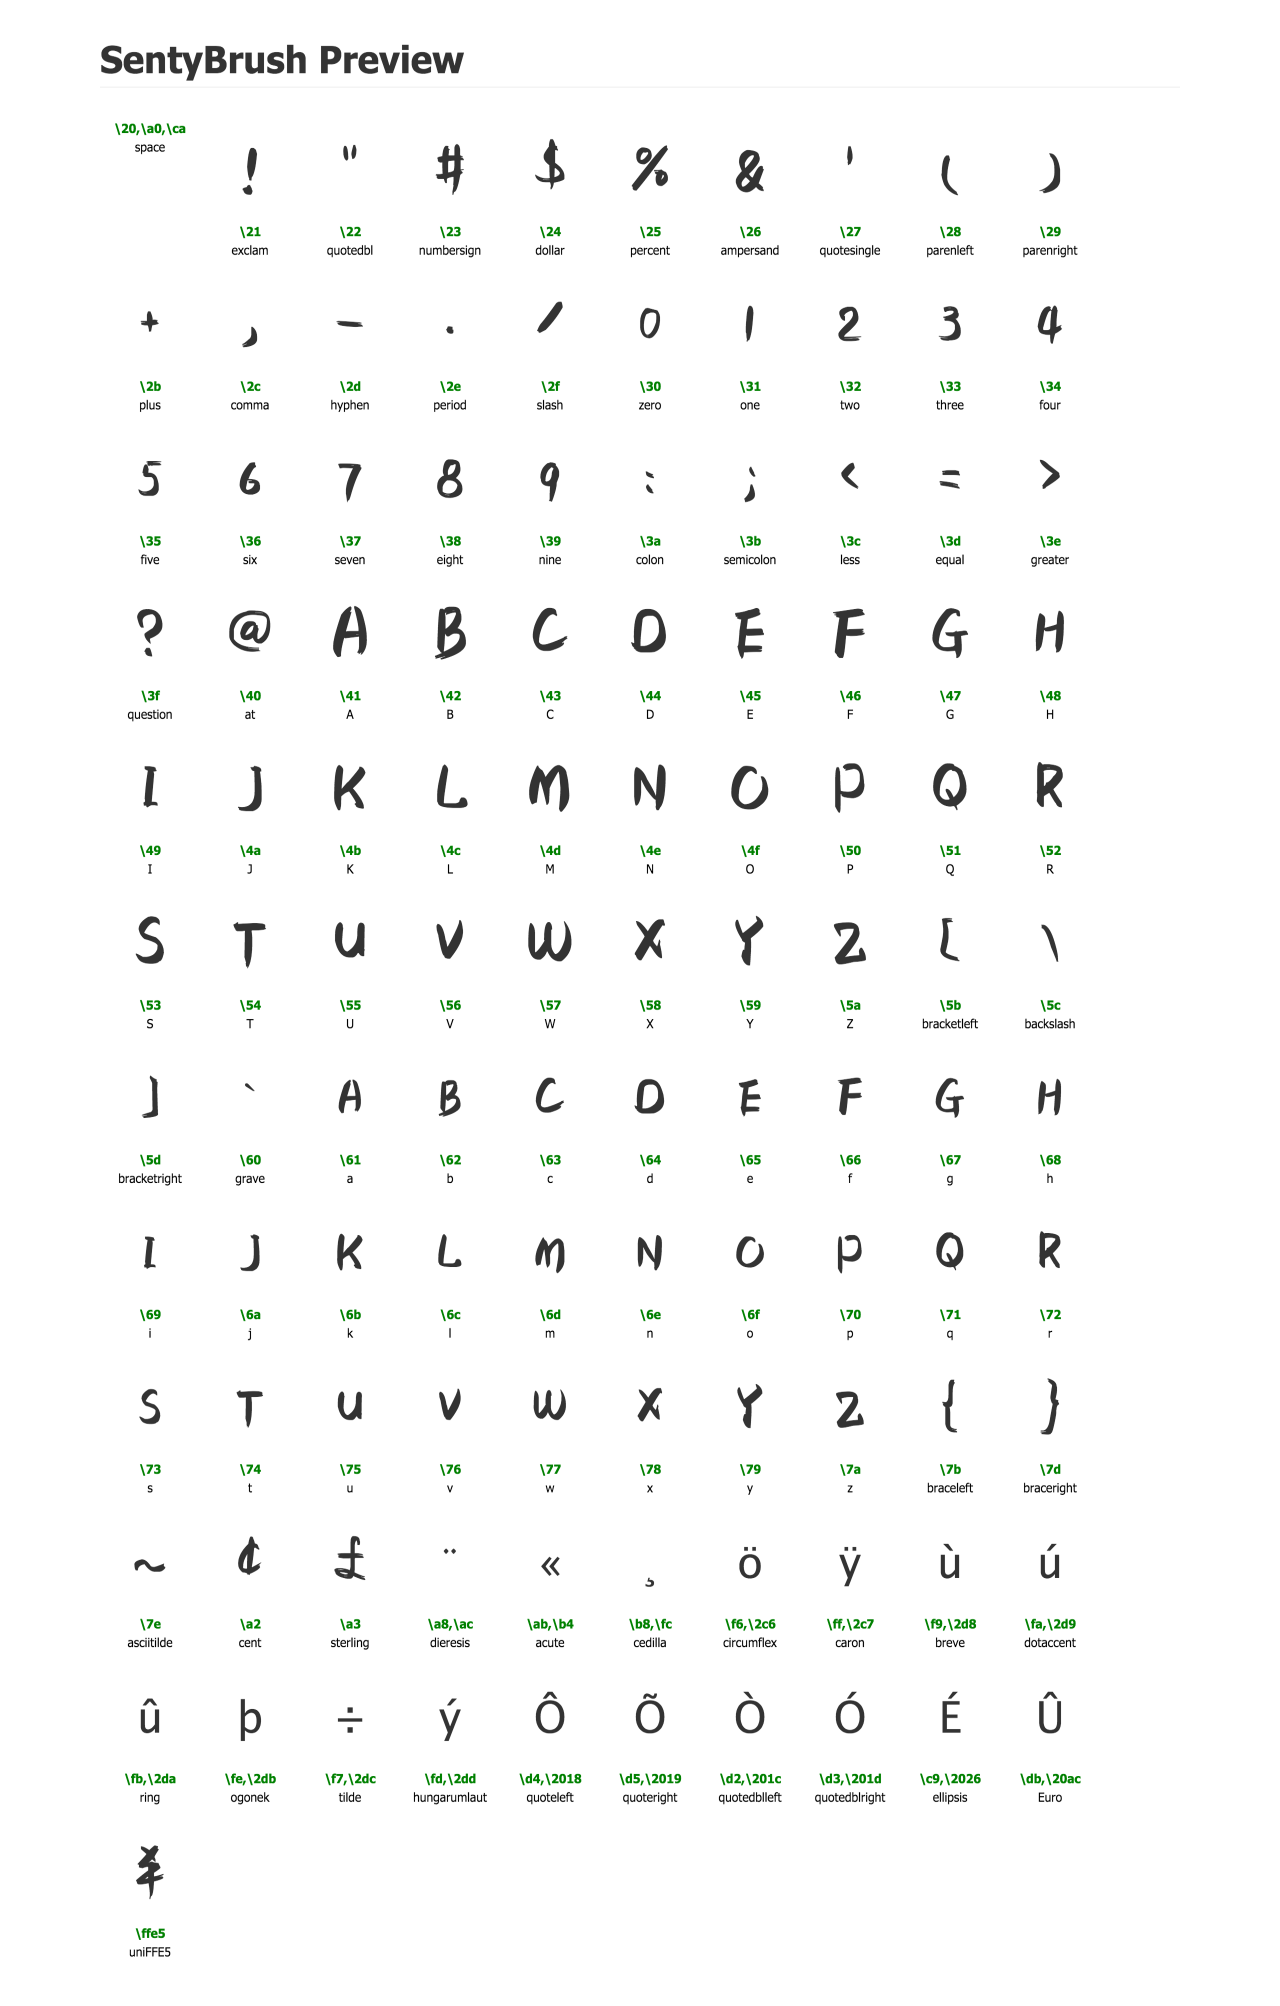 SentyBrush Preview
\20,\a0,\ca
space
! " # $ % & ' ( )
\21 \22 \23 \24 \25 \26 \27 \28 \29
exclam quotedbl numbersign dollar percent ampersand quotesingle parenleft parenright
+ , - . / 0 1 2 3 4
\2b \2c \2d \2e \2f \30 \31 \32 \33 \34
plus comma hyphen period slash zero one two three four
5 6 7 8 9 : ; < = >
\35 \36 \37 \38 \39 \3a \3b \3c \3d \3e
five six seven eight nine colon semicolon less equal greater
? @ A B C D E F G H
\3f \40 \41 \42 \43 \44 \45 \46 \47 \48
question at A B C D E F G H
I J K L M N O P Q R
\49 \4a \4b \4c \4d \4e \4f \50 \51 \52
I J K L M N O P Q R
S T U V W X Y Z [ \
\53 \54 \55 \56 \57 \58 \59 \5a \5b \5c
S T U V W X Y Z bracketleft backslash
] ` A B C D E F G H
\5d \60 \61 \62 \63 \64 \65 \66 \67 \68
bracketright grave a b c d e f g h
I J K L M N O P Q R
\69 \6a \6b \6c \6d \6e \6f \70 \71 \72
i j k l m n o p q r
S T U V W X Y Z { }
\73 \74 \75 \76 \77 \78 \79 \7a \7b \7d
s t u v w x y z braceleft braceright
~ ¢ £ ¨ « ¸ ö ÿ ù ú
\7e \a2 \a3 \a8,\ac \ab,\b4 \b8,\fc \f6,\2c6 \ff,\2c7 \f9,\2d8 \fa,\2d9
asciitilde cent sterling dieresis acute cedilla circumflex caron breve dotaccent
û þ ÷ ý Ô Õ Ò Ó É Û
\fb,\2da \fe,\2db \f7,\2dc \fd,\2dd \d4,\2018 \d5,\2019 \d2,\201c \d3,\201d \c9,\2026 \db,\20ac
ring ogonek tilde hungarumlaut quoteleft quoteright quotedblleft quotedblright ellipsis Euro
¥
\ffe5
uniFFE5